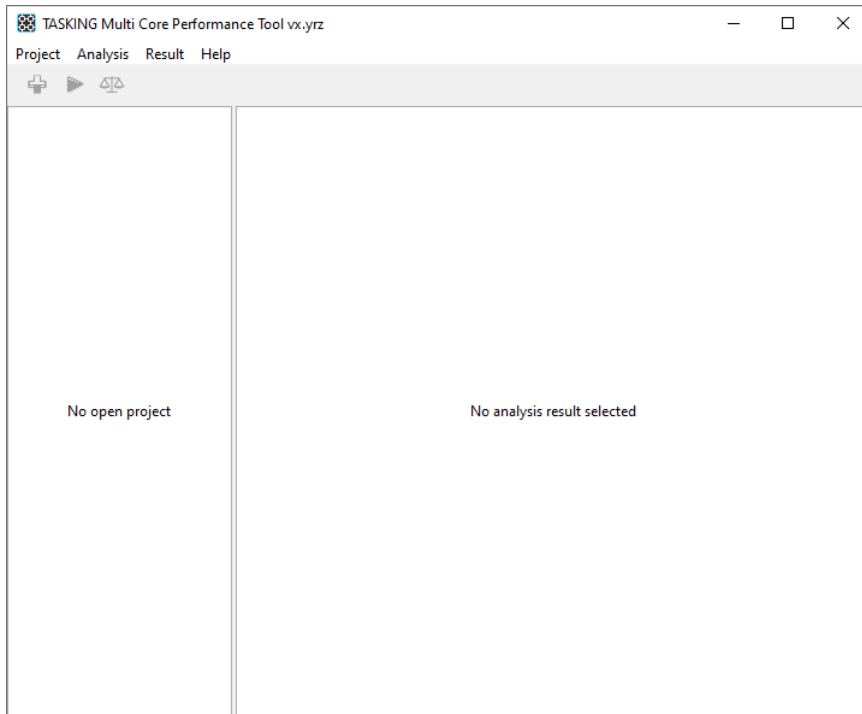 TASKING Multi Core Performance Tool vx.yrz
Project Analysis Result Help
No open project
No analysis result selected